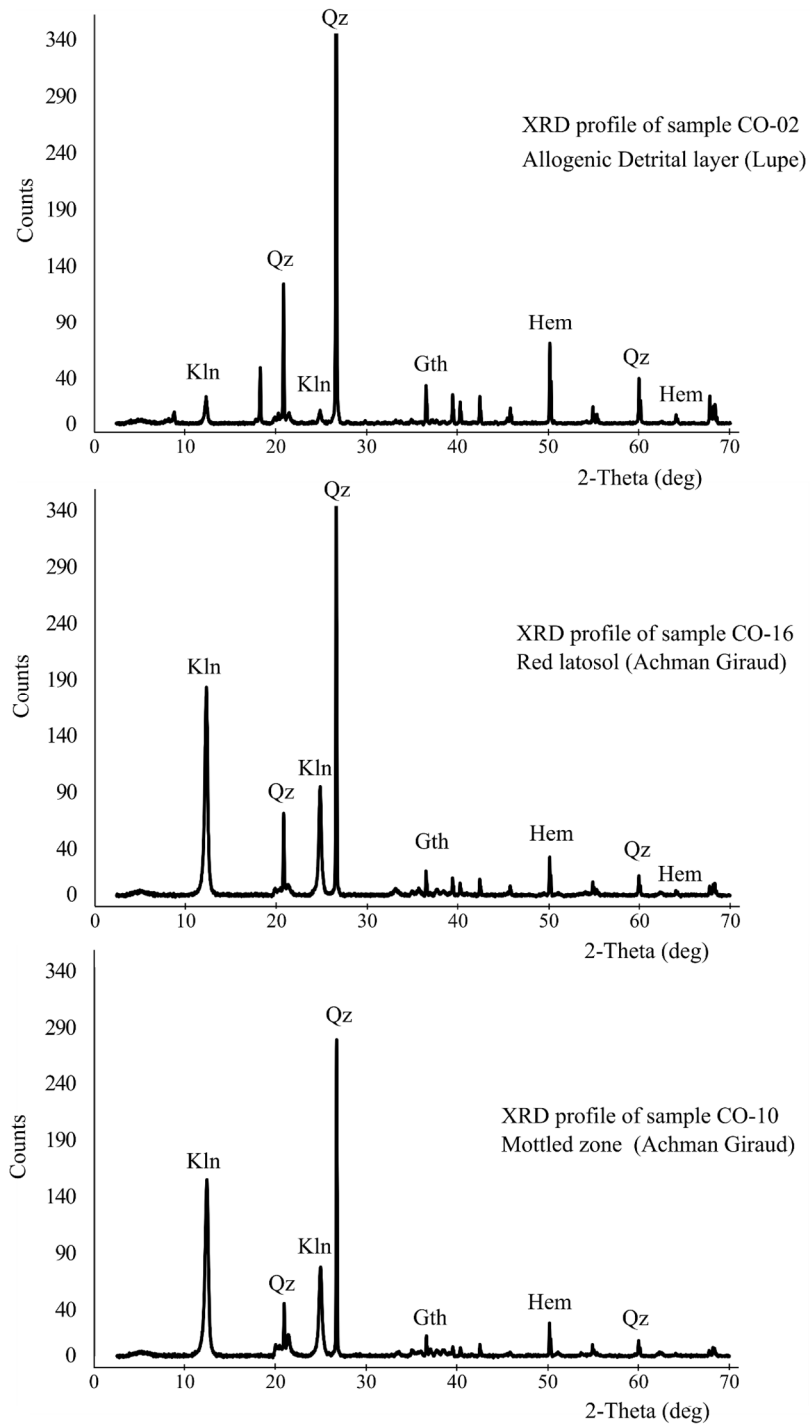 Qz
340
290
240
190
140
90
40
0
Counts
XRD profile of sample CO-02
Allogenic Detrital layer (Lupe)
Qz
Kln
Kln
Gth
Hem
Qz
Hem
0 10 20 30 40 50 60 70
2-Theta (deg)
Qz
340
290
240
190
140
90
40
0
Counts
XRD profile of sample CO-16
Red latosol (Achman Giraud)
Kln
Kln
Qz
Gth
Hem
Qz
Hem
0 10 20 30 40 50 60 70
2-Theta (deg)
340
290
240
190
140
90
40
0
Counts
Qz
XRD profile of sample CO-10
Mottled zone (Achman Giraud)
Kln
Kln
Qz
Gth
Hem
Qz
0 10 20 30 40 50 60 70
2-Theta (deg)